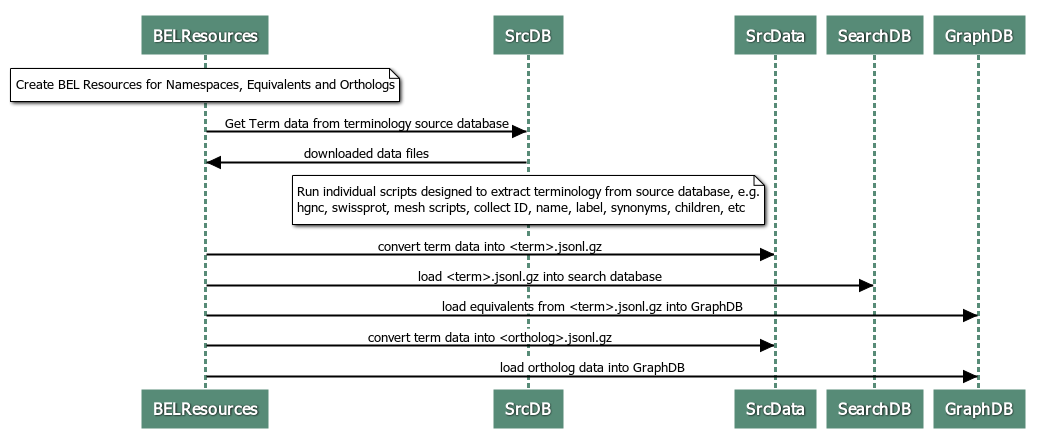 BELResources
SrcDB
SrcData
SearchDB
GraphDB
Create BEL Resources for Namespaces, Equivalents and Orthologs
Get Term data from terminology source database
downloaded data files
Run individual scripts designed to extract terminology from source database, e.g.
hgnc, swissprot, mesh scripts, collect ID, name, label, synonyms, children, etc
convert term data into <term>.jsonl.gz
load <term>.jsonl.gz into search database
load equivalents from <term>.jsonl.gz into GraphDB
convert term data into <ortholog>.jsonl.gz
load ortholog data into GraphDB
BELResources
SrcDB
SrcData
SearchDB
GraphDB